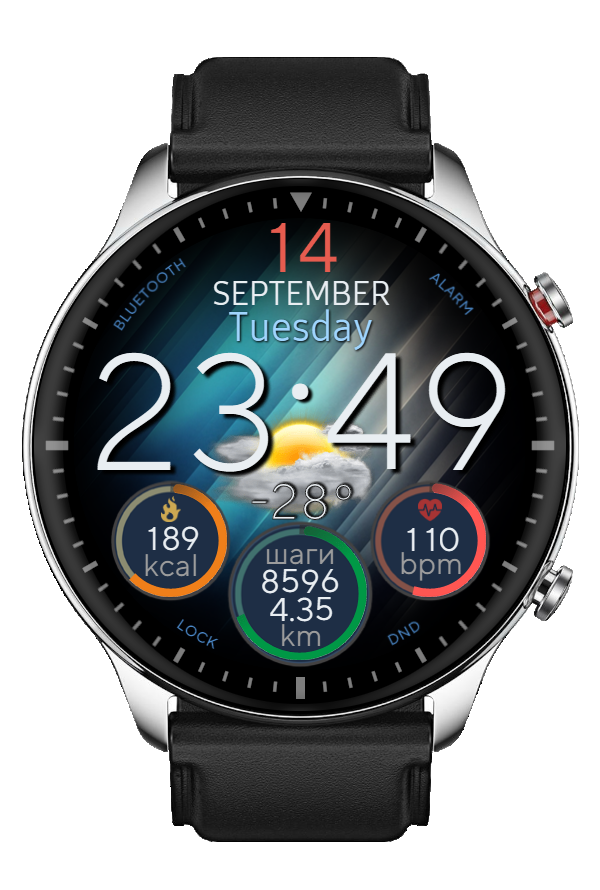 14
SEPTEMBER
Tuesday
BLUETOOTH
ALARM
23:49
-28°
189
kcal
шаги
8596
4.35
km
110
bpm
LOCK
DND